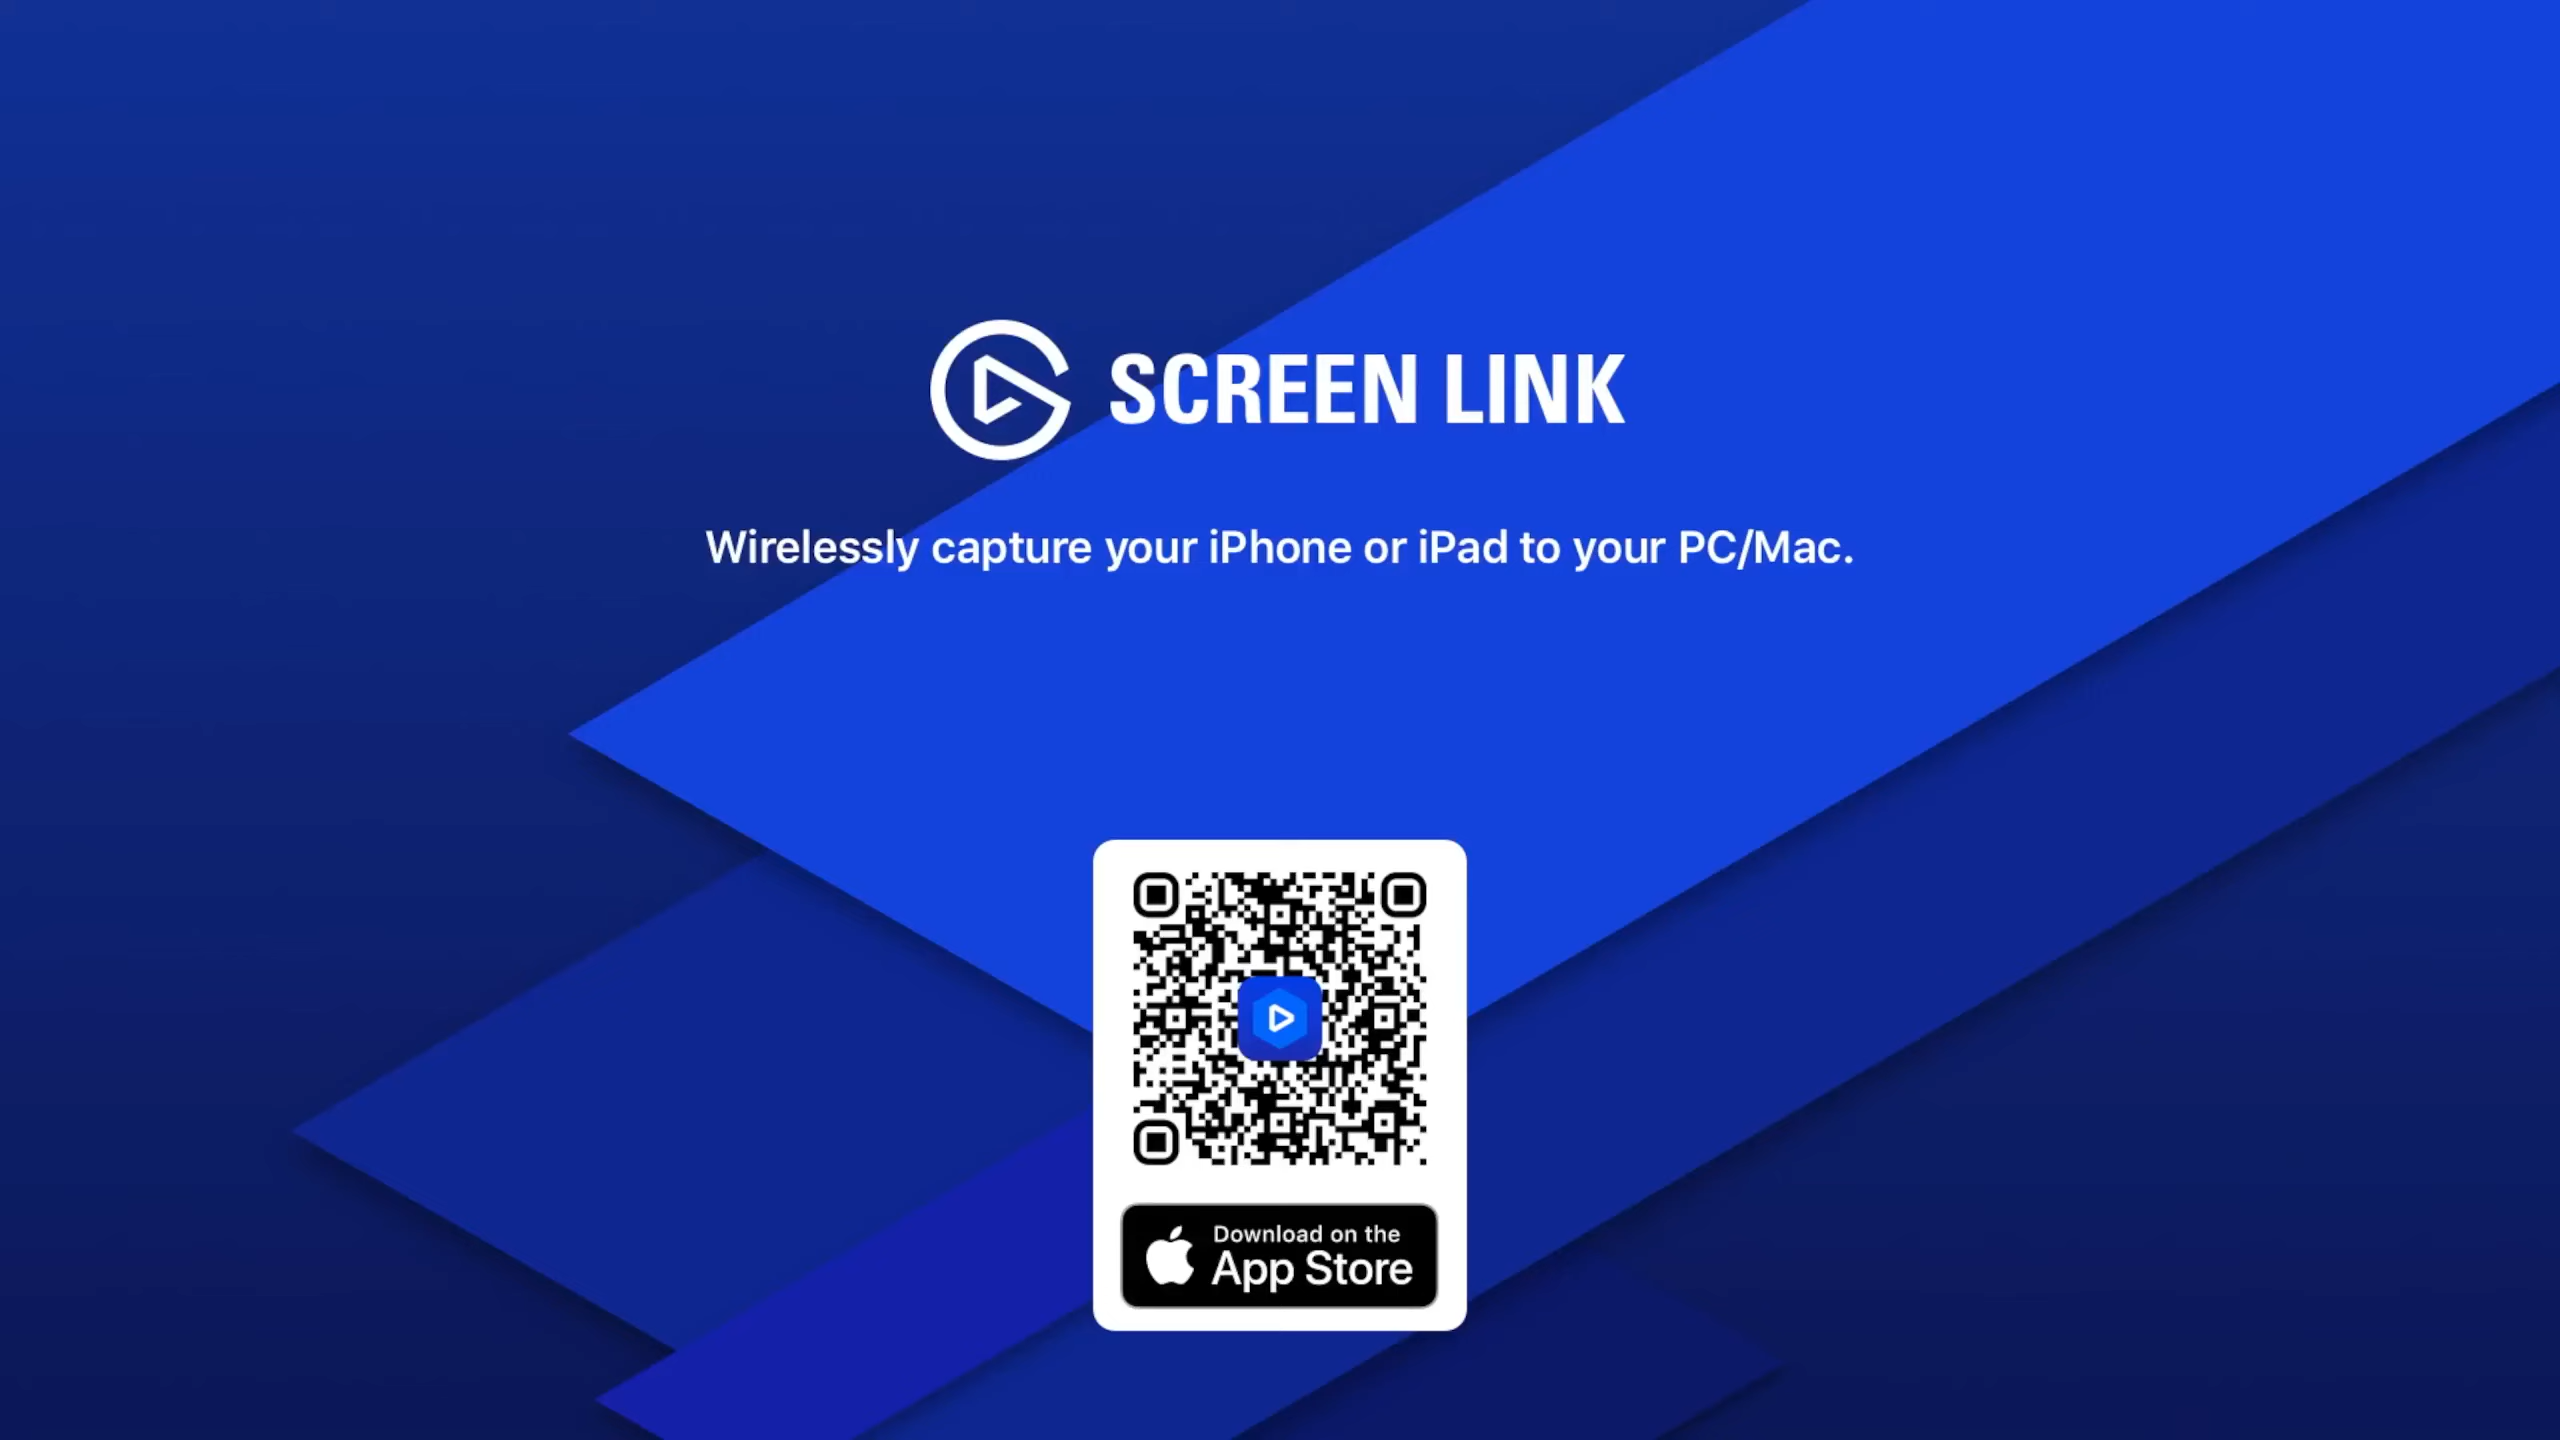 SCREEN LINK
Wirelessly capture your iPhone or iPad to your PC/Mac.
Download on the
App Store